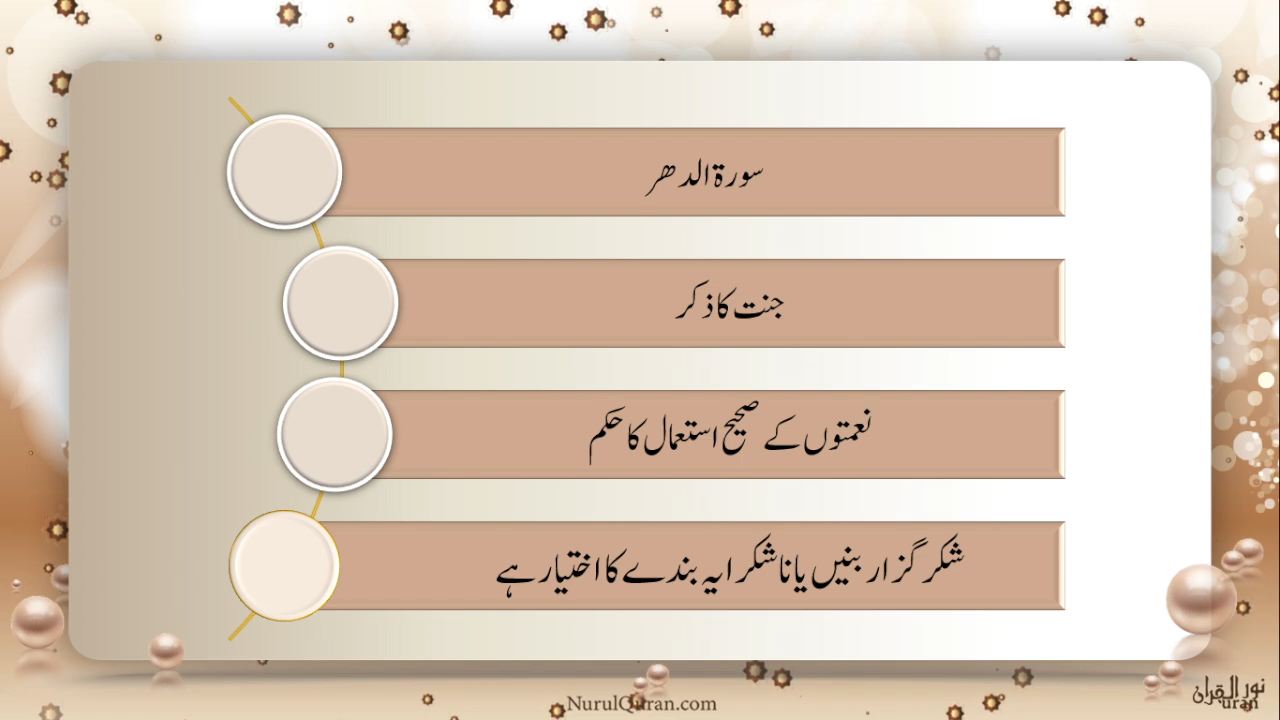 سورۃ الدھر
جنت کا ذکر
نعمتوں کے صحیح استعمال کا حکم
شکر گزار بنیں یا ناشکرا یہ بندے کا اختیار ہے
NurulQuran.com
نور القرآن
uran